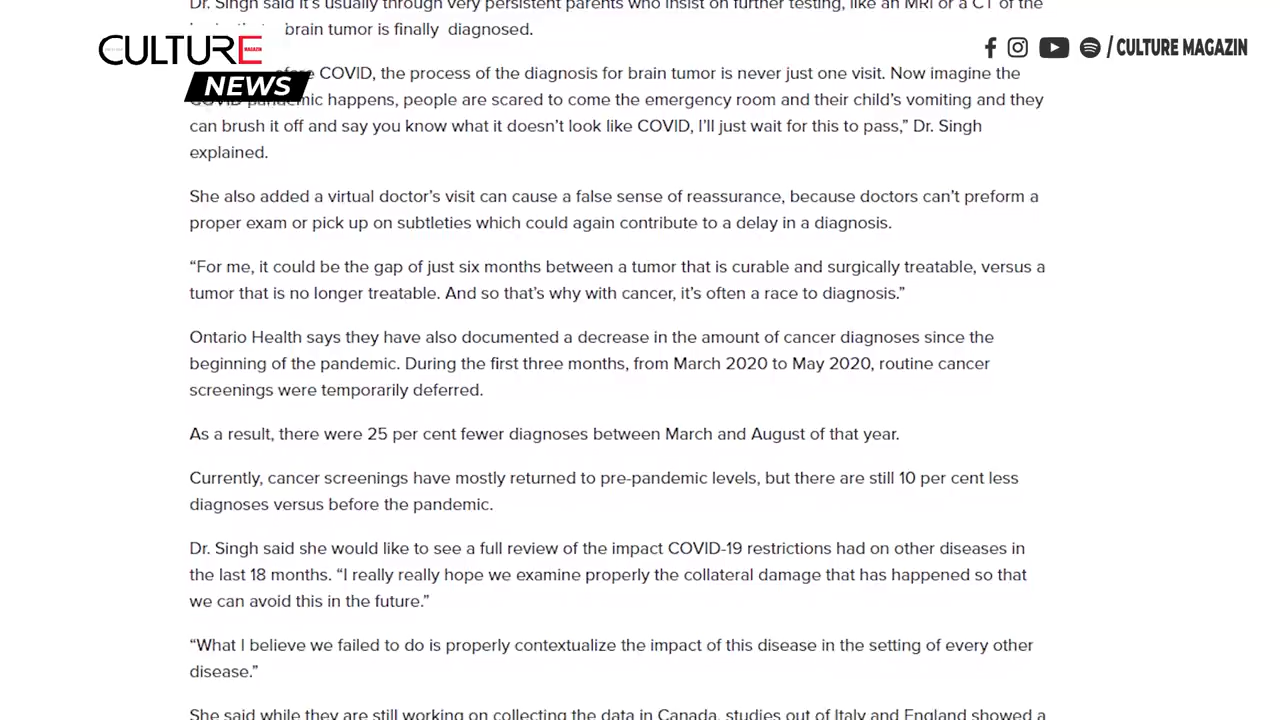 Dr. Singh said it's usually through very persistent parents who insist on further testing, like an MRI or a CT of the
brain tumor is finally diagnosed.
CULTURE
MAGAZIN
/ CULTURE MAGAZIN
COVID, the process of the diagnosis for brain tumor is never just one visit. Now imagine the
NEWS
COVID pandemic happens, people are scared to come the emergency room and their child's vomiting and they
can brush it off and say you know what it doesn't look like COVID, I'll just wait for this to pass,” Dr. Singh
explained.
She also added a virtual doctor's visit can cause a false sense of reassurance, because doctors can't preform a
proper exam or pick up on subtleties which could again contribute to a delay in a diagnosis.
“For me, it could be the gap of just six months between a tumor that is curable and surgically treatable, versus a
tumor that is no longer treatable. And so that's why with cancer, it's often a race to diagnosis.”
Ontario Health says they have also documented a decrease in the amount of cancer diagnoses since the
beginning of the pandemic. During the first three months, from March 2020 to May 2020, routine cancer
screenings were temporarily deferred.
As a result, there were 25 per cent fewer diagnoses between March and August of that year.
Currently, cancer screenings have mostly returned to pre-pandemic levels, but there are still 10 per cent less
diagnoses versus before the pandemic.
Dr. Singh said she would like to see a full review of the impact COVID-19 restrictions had on other diseases in
the last 18 months. “I really really hope we examine properly the collateral damage that has happened so that
we can avoid this in the future.”
“What I believe we failed to do is properly contextualize the impact of this disease in the setting of every other
disease.”
She said while they are still working on collecting the data in Canada, studies out of Italy and England showed a